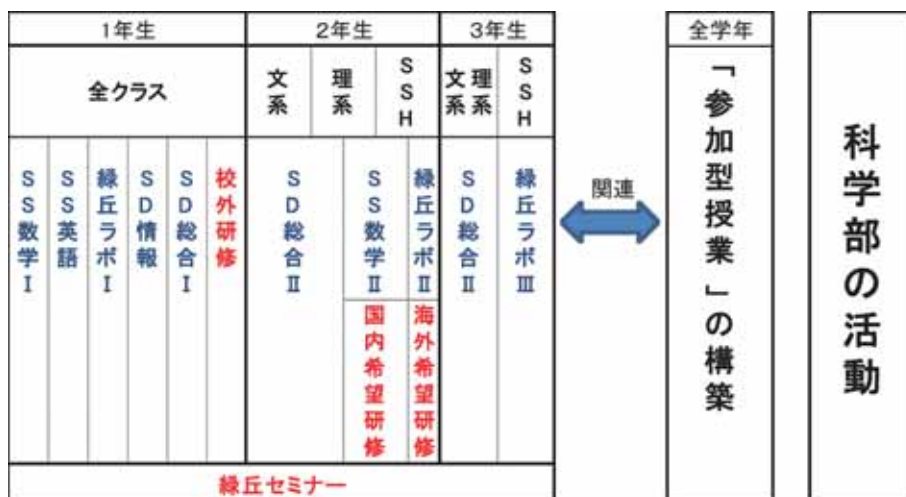 1年生
2年生
3年生
全学年
全クラス
文系
理系
SSH
文系
理系
SSH
SS数学Ⅰ
SS英語
緑丘ラボⅠ
SD情報
SD総合Ⅰ
校外研修
SD総合Ⅱ
SS数学Ⅱ
緑丘ラボⅡ
国内希望研修
海外希望研修
SD総合Ⅱ
緑丘ラボⅢ
緑丘セミナー
関連
「参加型授業」の構築
科学部の活動